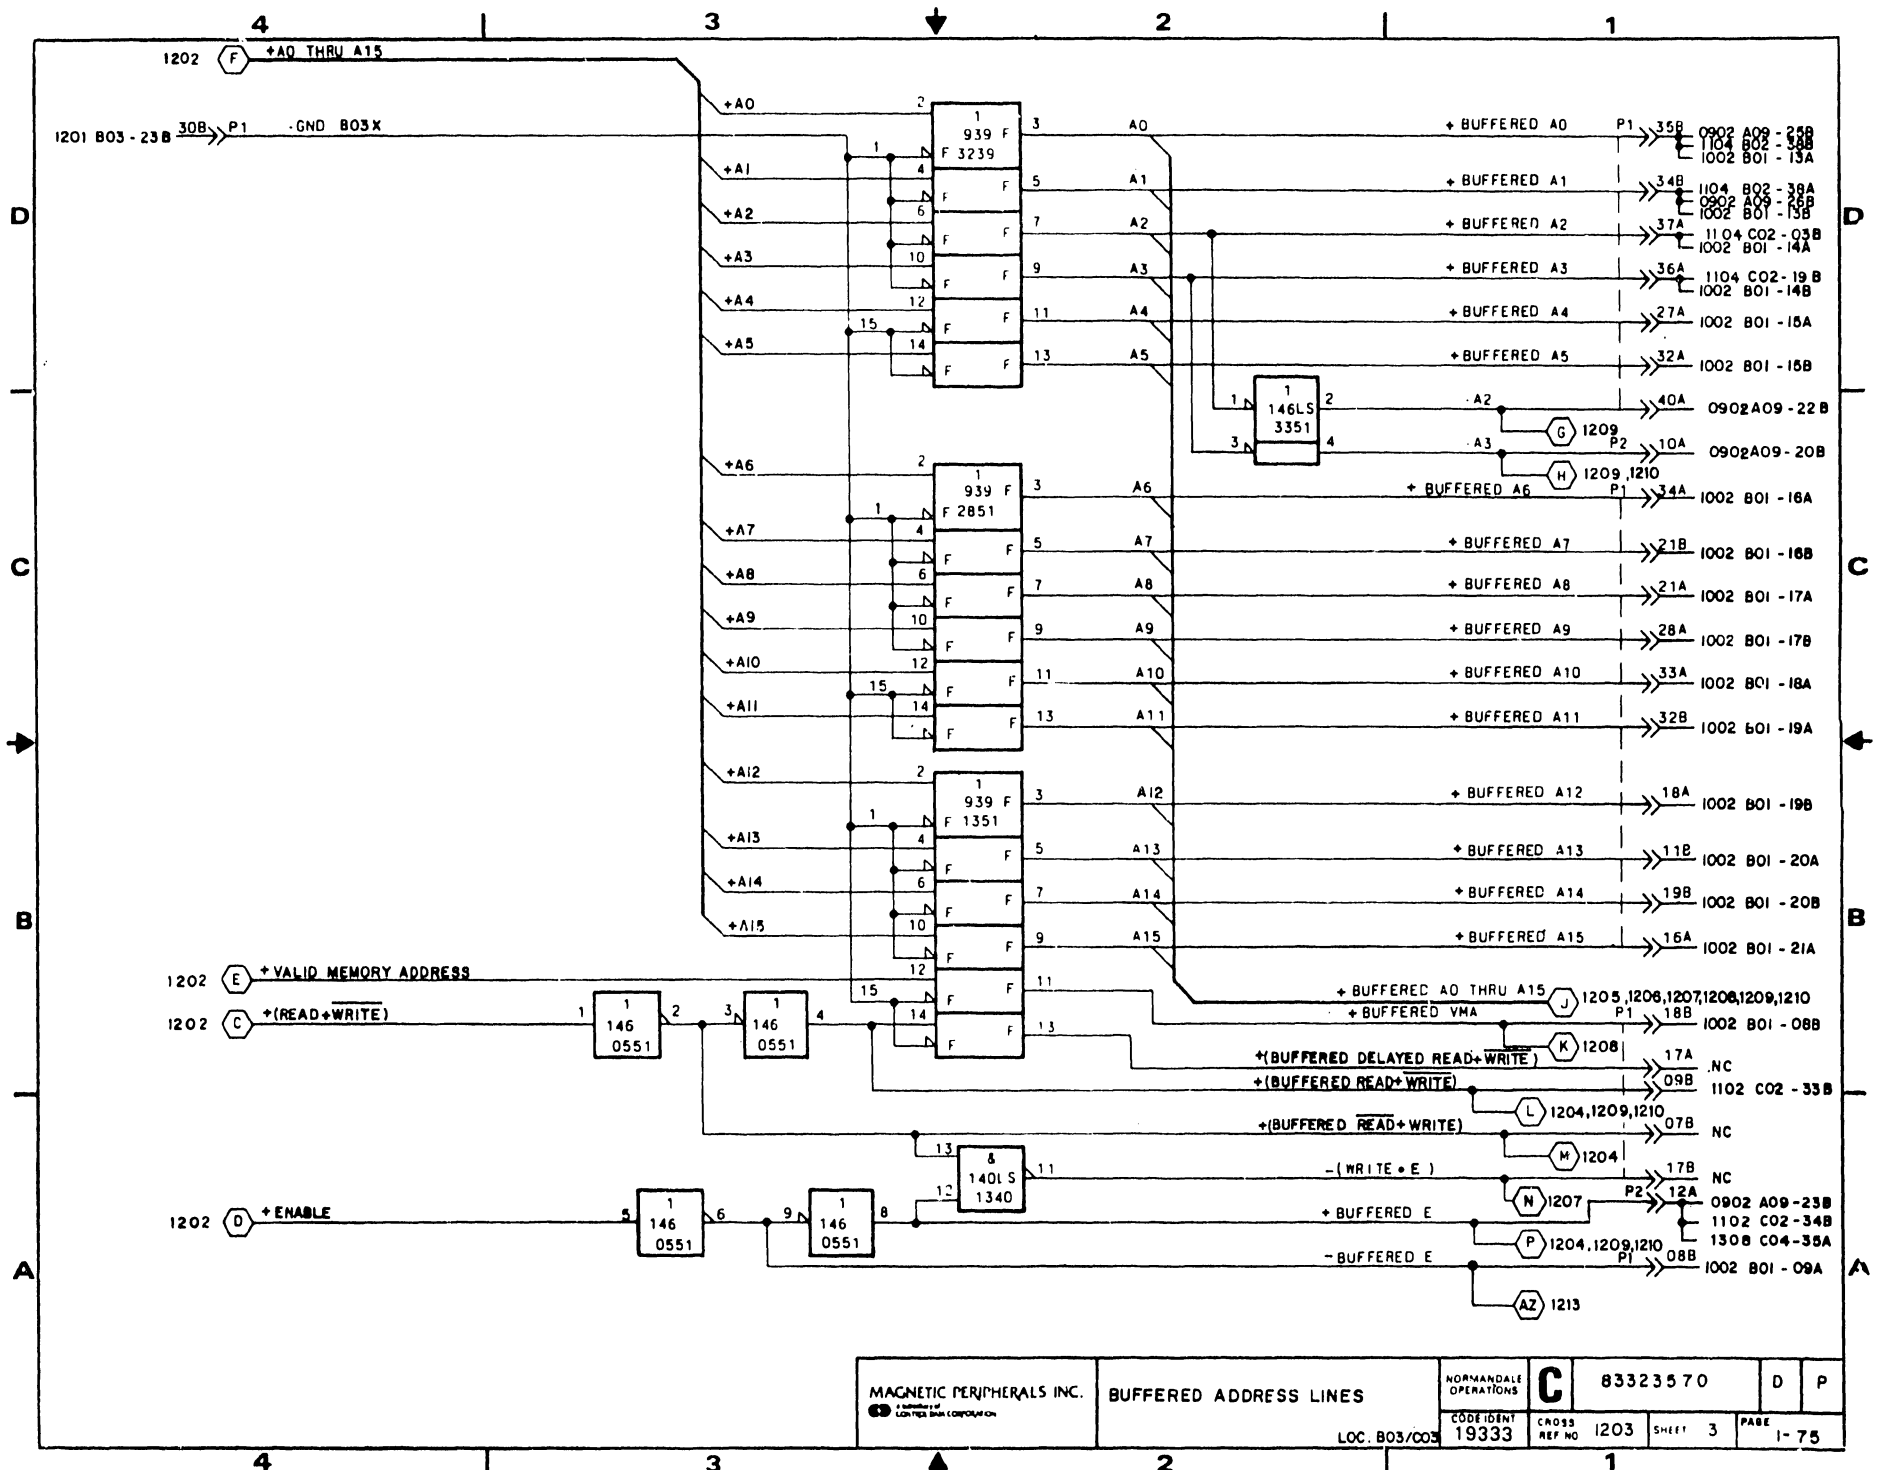 4 3 2 1
1202 F +A0 THRU A15
1201 B03-23B 30B P1 GND B03X
+A0 2
1
939 F
F 3239
3 A0 + BUFFERED A0 P1 35B 0902 A09-25B
1104 B02-38B
1002 B01-13A
1
+A1 4 F
F
5 A1 + BUFFERED A1 34B 1104 B02-38A
0902 A09-26B
1002 B01-13B
D D
+A2 6 F
F
7 A2 + BUFFERED A2 37A 1104 C02-03B
1002 B01-14A
+A3 10 F
F
9 A3 + BUFFERED A3 36A 1104 C02-19B
1002 B01-14B
+A4 12 F
F
11 A4 + BUFFERED A4 27A 1002 B01-15A
15
+A5 14 F
F
13 A5 + BUFFERED A5 32A 1002 B01-15B
1
146LS
3351
1 2 A2 40A 0902A09-22B
G 1209
3 4 A3 P2 10A 0902A09-20B
H 1209,1210
+A6 2
1
939 F
F 2851
3 A6 + BUFFERED A6 P1 34A 1002 B01-16A
1
+A7 4 F
F
5 A7 + BUFFERED A7 21B 1002 B01-16B
C C
+A8 6 F
F
7 A8 + BUFFERED A8 21A 1002 B01-17A
+A9 10 F
F
9 A9 + BUFFERED A9 28A 1002 B01-17B
+A10 12 F
F
11 A10 + BUFFERED A10 33A 1002 B01-18A
15
+A11 14 F
F
13 A11 + BUFFERED A11 32B 1002 B01-19A
+A12 2
1
939 F
F 1351
3 A12 + BUFFERED A12 18A 1002 B01-19B
1
+A13 4 F
F
5 A13 + BUFFERED A13 11B 1002 B01-20A
+A14 6 F
F
7 A14 + BUFFERED A14 19B 1002 B01-20B
B B
+A15 10 F
F
9 A15 + BUFFERED A15 16A 1002 B01-21A
1202 E +VALID MEMORY ADDRESS 12 F
F
11
15
+ BUFFERED A0 THRU A15 J 1205,1206,1207,1208,1209,1210
+ BUFFERED VMA P1 18B 1002 B01-08B
K 1208
1202 C +(READ+W̅R̅I̅T̅E̅) 1
1
146
0551
2 3
1
146
0551
4 14 F
F
13
+(BUFFERED DELAYED READ+W̅R̅I̅T̅E̅) 17A NC
+(BUFFERED READ+W̅R̅I̅T̅E̅) 09B 1102 C02-33B
L 1204,1209,1210
+(BUFFERED R̅E̅A̅D̅+WRITE) 07B NC
M 1204
13
12
&
140LS
1340
11 -(WRITE•E) 17B NC
N 1207
1202 D +ENABLE 5
1
146
0551
6 9
1
146
0551
8
+ BUFFERED E P2 12A 0902 A09-23B
1102 C02-34B
1308 C04-35A
P 1204,1209,1210
A A
-BUFFERED E P1 08B 1002 B01-09A
AZ 1213
MAGNETIC PERIPHERALS INC.
a subsidiary of
CONTROL DATA CORPORATION
BUFFERED ADDRESS LINES
LOC. B03/C03
NORMANDALE
OPERATIONS
C 83323570 D P
CODE IDENT
19333
CROSS
REF NO 1203
SHEET 3
PAGE
1-75
4 3 2 1